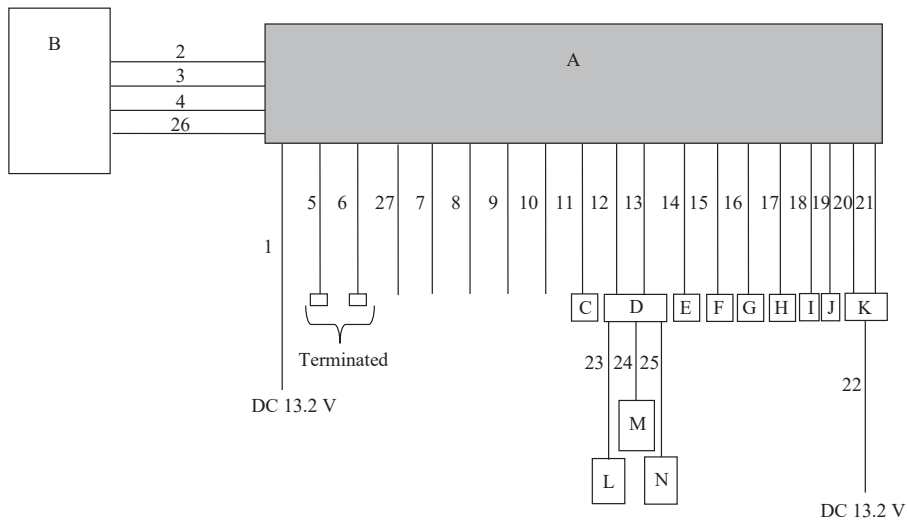 B
2
A
3
4
26
5 6 27 7 8 9 10 11 12 13 14 15 16 17 18 19 20 21
1
C D E F G H I J K
Terminated
23 24 25
22
DC 13.2 V
M
L N
DC 13.2 V